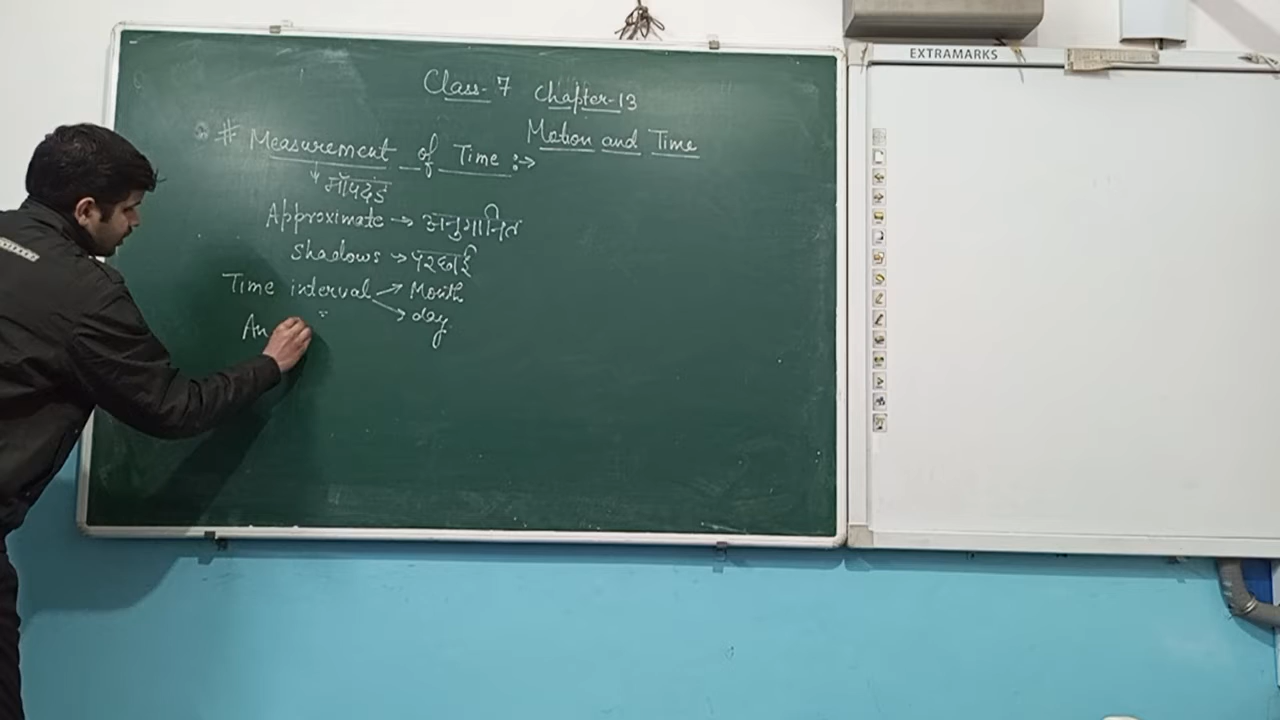 Class-7 Chapter-13
Motion and Time
# Measurement of Time :→
↓ मॉपदंड
Approximate → अनुमानित
Shadows → परछाई
Time interval → Month
→ day
An
EXTRAMARKS